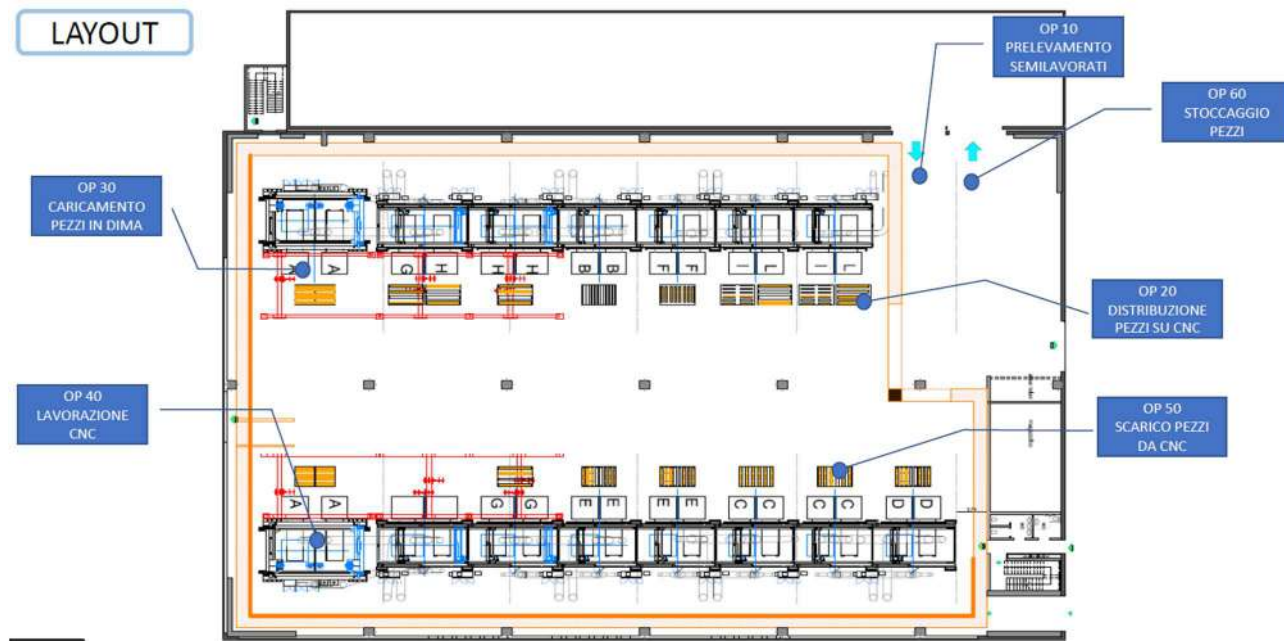 LAYOUT
OP 10
PRELEVAMENTO
SEMILAVORATI
OP 60
STOCCAGGIO
PEZZI
OP 30
CARICAMENTO
PEZZI IN DIMA
A A G H H H B B F F I L I L
OP 20
DISTRIBUZIONE
PEZZI SU CNC
OP 40
LAVORAZIONE
CNC
OP 50
SCARICO PEZZI
DA CNC
A A G G E E E E C C C C D D